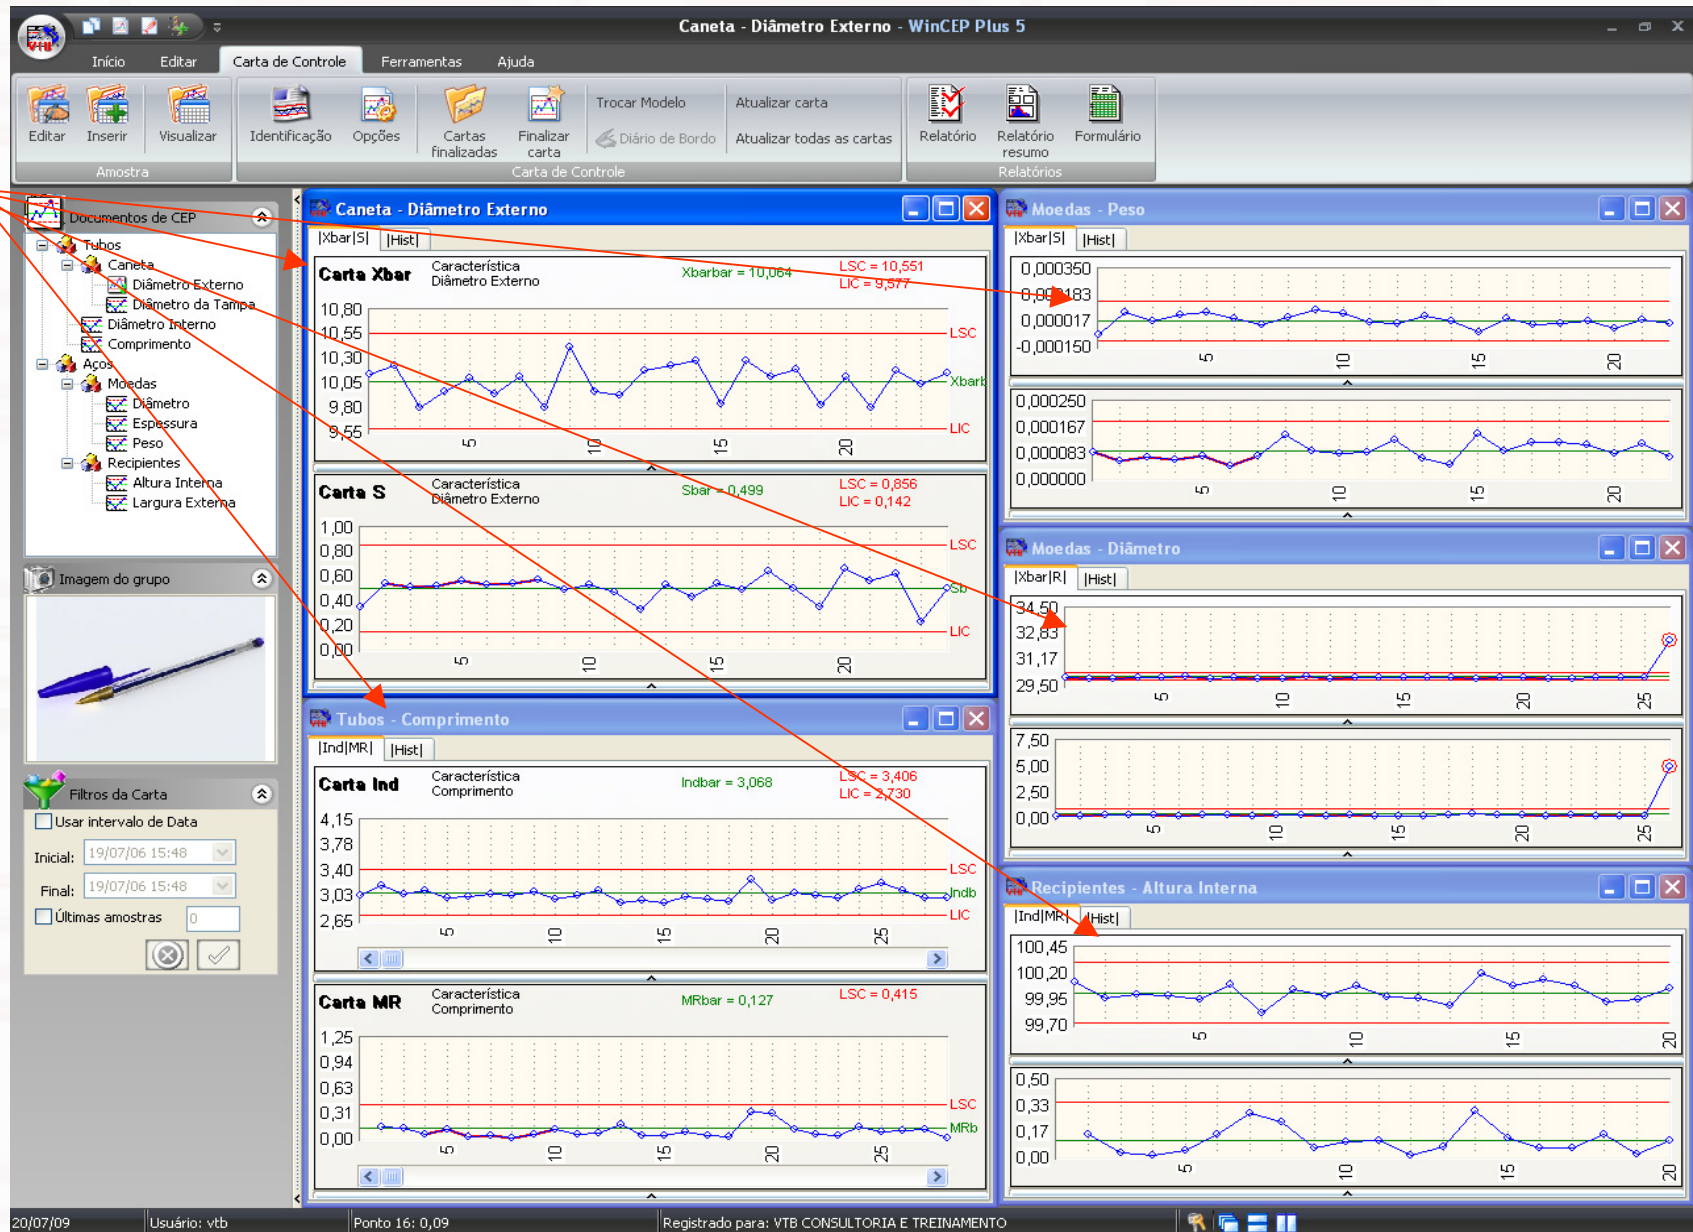 Caneta - Diâmetro Externo - WinCEP Plus 5
Início Editar Carta de Controle Ferramentas Ajuda
Editar Inserir Visualizar
Amostra
Identificação Opções Cartas finalizadas Finalizar carta Trocar Modelo Diário de Bordo Atualizar carta Atualizar todas as cartas
Carta de Controle
Relatório Relatório resumo Formulário
Relatórios
Documentos de CEP
Tubos
Caneta
Diâmetro Externo
Diâmetro da Tampa
Diâmetro Interno
Comprimento
Aços
Moedas
Diâmetro
Espessura
Peso
Recipientes
Altura Interna
Largura Externa
Imagem do grupo
Filtros da Carta
Usar intervalo de Data
Inicial: 19/07/06 15:48
Final: 19/07/06 15:48
Últimas amostras 0
Caneta - Diâmetro Externo
|Xbar|S| |Hist|
Carta Xbar
Característica
Diâmetro Externo
Xbarbar = 10,064
LSC = 10,551
LIC = 9,577
10,80
10,55
10,30
10,05
9,80
9,55
LSC
Xbarb
LIC
5 10 15 20
Carta S
Característica
Diâmetro Externo
Sbar = 0,499
LSC = 0,856
LIC = 0,142
1,00
0,80
0,60
0,40
0,20
0,00
LSC
Sb
LIC
5 10 15 20
Tubos - Comprimento
|Ind|MR| |Hist|
Carta Ind
Característica
Comprimento
Indbar = 3,068
LSC = 3,406
LIC = 2,730
4,15
3,78
3,40
3,03
2,65
LSC
Indb
LIC
5 10 15 20 25
Carta MR
Característica
Comprimento
MRbar = 0,127
LSC = 0,415
1,25
0,94
0,63
0,31
0,00
LSC
MRb
5 10 15 20 25
Moedas - Peso
|Xbar|S| |Hist|
0,000350
0,000183
0,000017
-0,000150
5 10 15 20
0,000250
0,000167
0,000083
0,000000
5 10 15 20
Moedas - Diâmetro
|Xbar|R| |Hist|
34,50
32,83
31,17
29,50
5 10 15 20 25
7,50
5,00
2,50
0,00
5 10 15 20 25
Recipientes - Altura Interna
|Ind|MR| |Hist|
100,45
100,20
99,95
99,70
5 10 15 20
0,50
0,33
0,17
0,00
5 10 15 20
20/07/09 Usuário: vtb Ponto 16: 0,09 Registrado para: VTB CONSULTORIA E TREINAMENTO